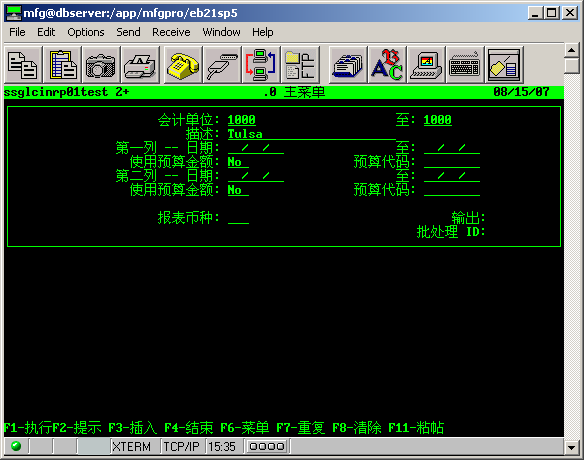 mfg@dbserver:/app/mfgpro/eb21sp5
File Edit Options Send Receive Window Help
ssglcinrp01test 2+ .0 主菜单 08/15/07
会计单位: 1000 至: 1000
描述: Tulsa
第一列 -- 日期: / / 至: / /
使用预算金额: No 预算代码:
第二列 -- 日期: / / 至: / /
使用预算金额: No 预算代码:
报表币种: 输出:
批处理 ID:
F1-执行F2-提示 F3-插入 F4-结束 F6-菜单 F7-重复 F8-清除 F11-粘帖
XTERM TCP/IP 15:35